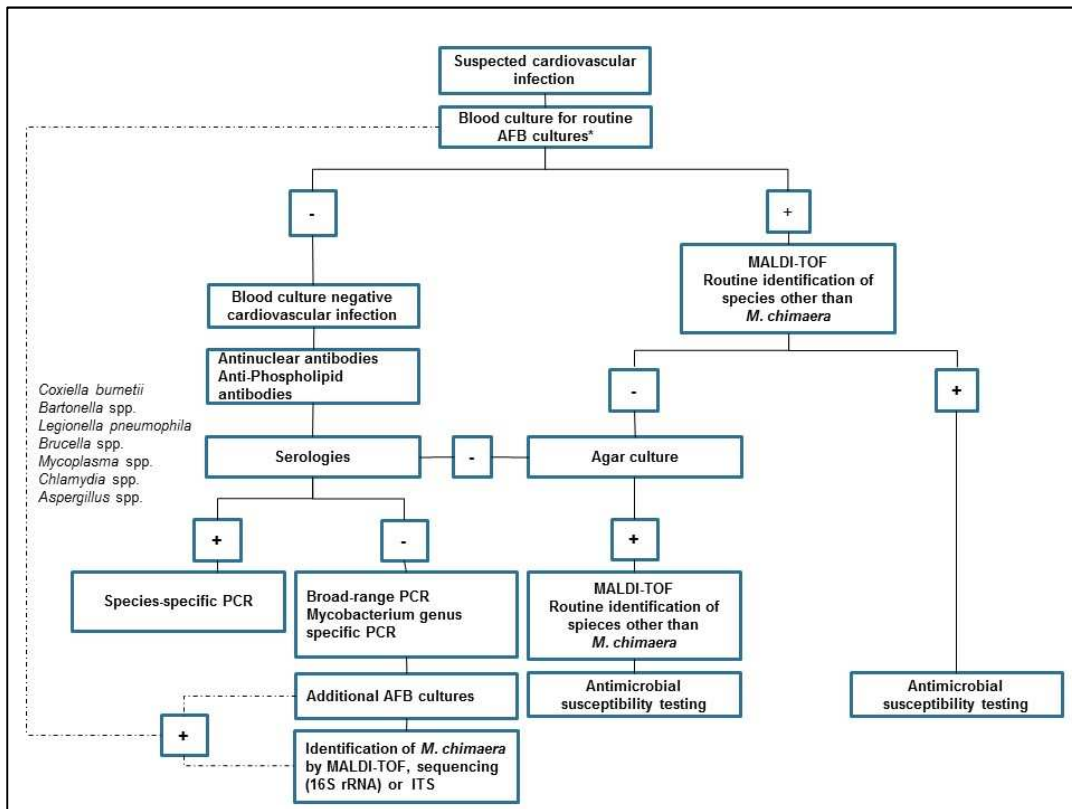 Suspected cardiovascular
infection
Blood culture for routine
AFB cultures*
-
+
MALDI-TOF
Routine identification of
species other than
M. chimaera
Blood culture negative
cardiovascular infection
Antinuclear antibodies
Anti-Phospholipid
antibodies
-
+
Coxiella burnetii
Bartonella spp.
Legionella pneumophila
Brucella spp.
Mycoplasma spp.
Chlamydia spp.
Aspergillus spp.
Serologies
-
Agar culture
+
-
+
Species-specific PCR
Broad-range PCR
Mycobacterium genus
specific PCR
MALDI-TOF
Routine identification of
spieces other than
M. chimaera
Additional AFB cultures
Antimicrobial
susceptibility testing
Antimicrobial
susceptibility testing
+
Identification of M. chimaera
by MALDI-TOF, sequencing
(16S rRNA) or ITS